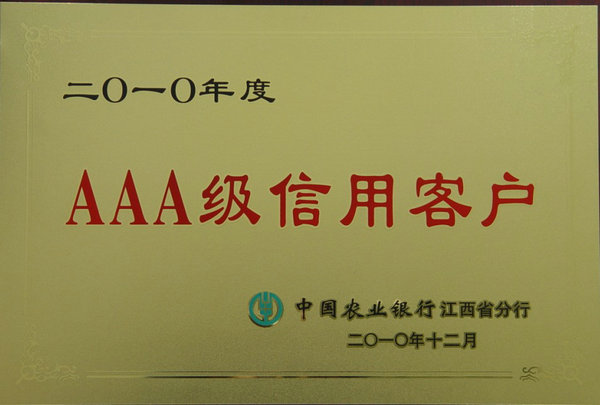 二〇一〇年度
AAA级信用客户
中国农业银行江西省分行
二〇一〇年十二月